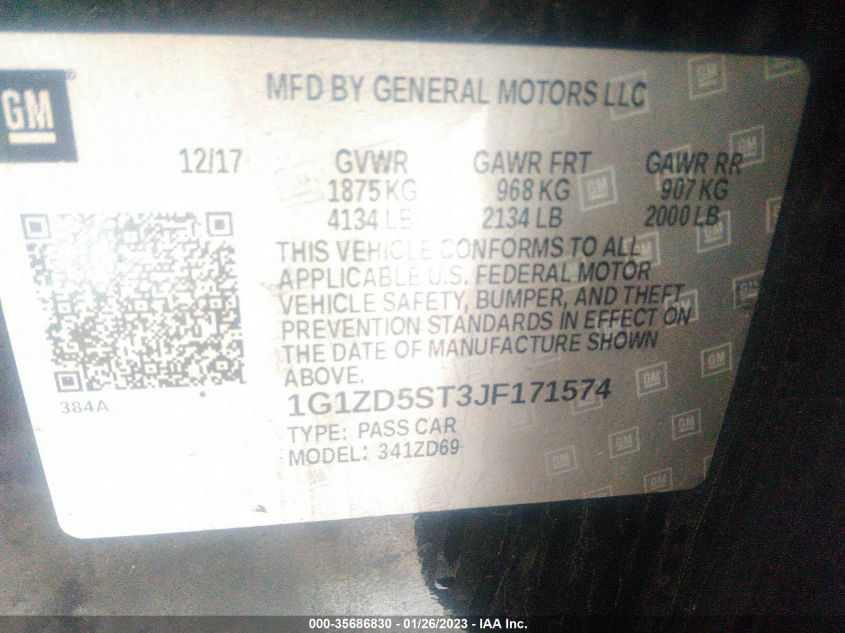 GM
®
MFD BY GENERAL MOTORS LLC
12/17 GVWR GAWR FRT GAWR RR
1875 KG 968 KG 907 KG
4134 LB 2134 LB 2000 LB
THIS VEHICLE CONFORMS TO ALL
APPLICABLE U.S. FEDERAL MOTOR
VEHICLE SAFETY, BUMPER, AND THEFT
PREVENTION STANDARDS IN EFFECT ON
THE DATE OF MANUFACTURE SHOWN
ABOVE.
384A
1G1ZD5ST3JF171574
TYPE: PASS CAR
MODEL: 341ZD69
000-35686830 - 01/26/2023 - IAA Inc.